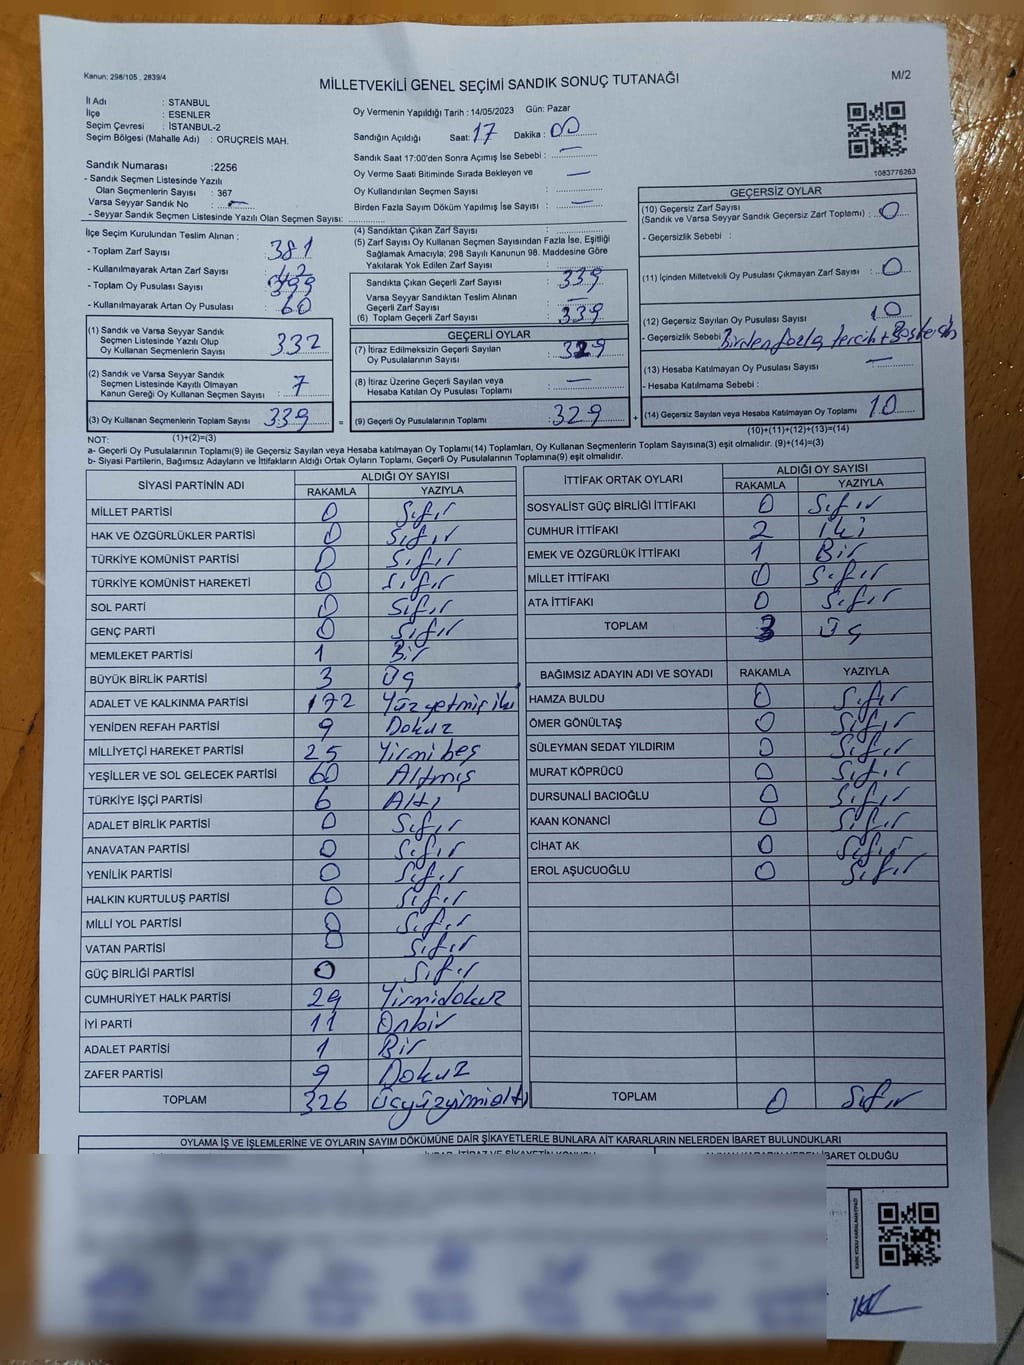 Kanun: 298/105 , 2839/4
MİLLETVEKİLİ GENEL SEÇİMİ SANDIK SONUÇ TUTANAĞI
M/2
İl Adı : STANBUL
İlçe : ESENLER
Seçim Çevresi : İSTANBUL-2
Seçim Bölgesi (Mahalle Adı) : ORUÇREİS MAH.
Sandık Numarası :2256
- Sandık Seçmen Listesinde Yazılı
Olan Seçmenlerin Sayısı : 367
Varsa Seyyar Sandık No : —
- Seyyar Sandık Seçmen Listesinde Yazılı Olan Seçmen Sayısı:
Oy Vermenin Yapıldığı Tarih : 14/05/2023 Gün: Pazar
Sandığın Açıldığı Saat: 17 Dakika : 00
Sandık Saat 17:00'den Sonra Açımış İse Sebebi : —
Oy Verme Saati Bitiminde Sırada Bekleyen ve
Oy Kullandırılan Seçmen Sayısı : —
Birden Fazla Sayım Döküm Yapılmış İse Sayısı : —
1083776263
İlçe Seçim Kurulundan Teslim Alınan :
- Toplam Zarf Sayısı : 381
- Kullanılmayarak Artan Zarf Sayısı : 42
- Toplam Oy Pusulası Sayısı : 399
- Kullanılmayarak Artan Oy Pusulası : 60
(1) Sandık ve Varsa Seyyar Sandık
Seçmen Listesinde Yazılı Olup
Oy Kullanan Seçmenlerin Sayısı : 332
(2) Sandık ve Varsa Seyyar Sandık
Seçmen Listesinde Kayıtlı Olmayan
Kanun Gereği Oy Kullanan Seçmen Sayısı : 7
(3) Oy Kullanan Seçmenlerin Toplam Sayısı : 339
(1)+(2)=(3)
(4) Sandıktan Çıkan Zarf Sayısı :
(5) Zarf Sayısı Oy Kullanan Seçmen Sayısından Fazla İse, Eşitliği
Sağlamak Amacıyla; 298 Sayılı Kanunun 98. Maddesine Göre
Yakılarak Yok Edilen Zarf Sayısı :
Sandıkta Çıkan Geçerli Zarf Sayısı : 339
Varsa Seyyar Sandıktan Teslim Alınan
Geçerli Zarf Sayısı : —
(6) Toplam Geçerli Zarf Sayısı : 339
GEÇERLİ OYLAR
(7) İtiraz Edilmeksizin Geçerli Sayılan
Oy Pusulalarının Sayısı : 329
(8) İtiraz Üzerine Geçerli Sayılan veya
Hesaba Katılan Oy Pusulası Toplamı : —
= (9) Geçerli Oy Pusulalarının Toplamı : 329
GEÇERSİZ OYLAR
(10) Geçersiz Zarf Sayısı
(Sandık ve Varsa Seyyar Sandık Geçersiz Zarf Toplamı) : 0
- Geçersizlik Sebebi :
(11) İçinden Milletvekili Oy Pusulası Çıkmayan Zarf Sayısı : 0
(12) Geçersiz Sayılan Oy Pusulası Sayısı : 10
- Geçersizlik Sebebi : Birden fazla tercih
(13) Hesaba Katılmayan Oy Pusulası Sayısı : —
- Hesaba Katılmama Sebebi :
+ (14) Geçersiz Sayılan veya Hesaba Katılmayan Oy Toplamı : 10
(10)+(11)+(12)+(13)=(14)
NOT:
a- Geçerli Oy Pusulalarının Toplamı(9) ile Geçersiz Sayılan veya Hesaba katılmayan Oy Toplamı(14) Toplamları, Oy Kullanan Seçmenlerin Toplam Sayısına(3) eşit olmalıdır. (9)+(14)=(3)
b- Siyasi Partilerin, Bağımsız Adayların ve İttifakların Aldığı Ortak Oyların Toplamı, Geçerli Oy Pusulalarının Toplamına(9) eşit olmalıdır.
SİYASİ PARTİNİN ADI ALDIĞI OY SAYISI
RAKAMLA YAZIYLA
MİLLET PARTİSİ 0 Sıfır
HAK VE ÖZGÜRLÜKLER PARTİSİ 0 Sıfır
TÜRKİYE KOMÜNİST PARTİSİ 0 Sıfır
TÜRKİYE KOMÜNİST HAREKETİ 0 Sıfır
SOL PARTİ 0 Sıfır
GENÇ PARTİ 0 Sıfır
MEMLEKET PARTİSİ 1 Bir
BÜYÜK BİRLİK PARTİSİ 3 Üç
ADALET VE KALKINMA PARTİSİ 172 Yüzyetmişiki
YENİDEN REFAH PARTİSİ 9 Dokuz
MİLLİYETÇİ HAREKET PARTİSİ 25 Yirmibeş
YEŞİLLER VE SOL GELECEK PARTİSİ 60 Altmış
TÜRKİYE İŞÇİ PARTİSİ 6 Altı
ADALET BİRLİK PARTİSİ 0 Sıfır
ANAVATAN PARTİSİ 0 Sıfır
YENİLİK PARTİSİ 0 Sıfır
HALKIN KURTULUŞ PARTİSİ 0 Sıfır
MİLLİ YOL PARTİSİ 0 Sıfır
VATAN PARTİSİ 0 Sıfır
GÜÇ BİRLİĞİ PARTİSİ 0 Sıfır
CUMHURİYET HALK PARTİSİ 29 Yirmidokuz
İYİ PARTİ 11 Onbir
ADALET PARTİSİ 1 Bir
ZAFER PARTİSİ 9 Dokuz
TOPLAM 326 Üçyüzyirmialtı
İTTİFAK ORTAK OYLARI ALDIĞI OY SAYISI
RAKAMLA YAZIYLA
SOSYALİST GÜÇ BİRLİĞİ İTTİFAKI 0 Sıfır
CUMHUR İTTİFAKI 2 İki
EMEK VE ÖZGÜRLÜK İTTİFAKI 1 Bir
MİLLET İTTİFAKI 0 Sıfır
ATA İTTİFAKI 0 Sıfır
TOPLAM 3 Üç
BAĞIMSIZ ADAYIN ADI VE SOYADI RAKAMLA YAZIYLA
HAMZA BULDU 0 Sıfır
ÖMER GÖNÜLTAŞ 0 Sıfır
SÜLEYMAN SEDAT YILDIRIM 0 Sıfır
MURAT KÖPRÜCÜ 0 Sıfır
DURSUNALİ BACIOĞLU 0 Sıfır
KAAN KONANCİ 0 Sıfır
CİHAT AK 0 Sıfır
EROL AŞUCUOĞLU 0 Sıfır
TOPLAM 0 Sıfır
OYLAMA İŞ VE İŞLEMLERİNE VE OYLARIN SAYIM DÖKÜMÜNE DAİR ŞİKAYETLERLE BUNLARA AİT KARARLARIN NELERDEN İBARET BULUNDUKLARI
İBARET OLDUĞU